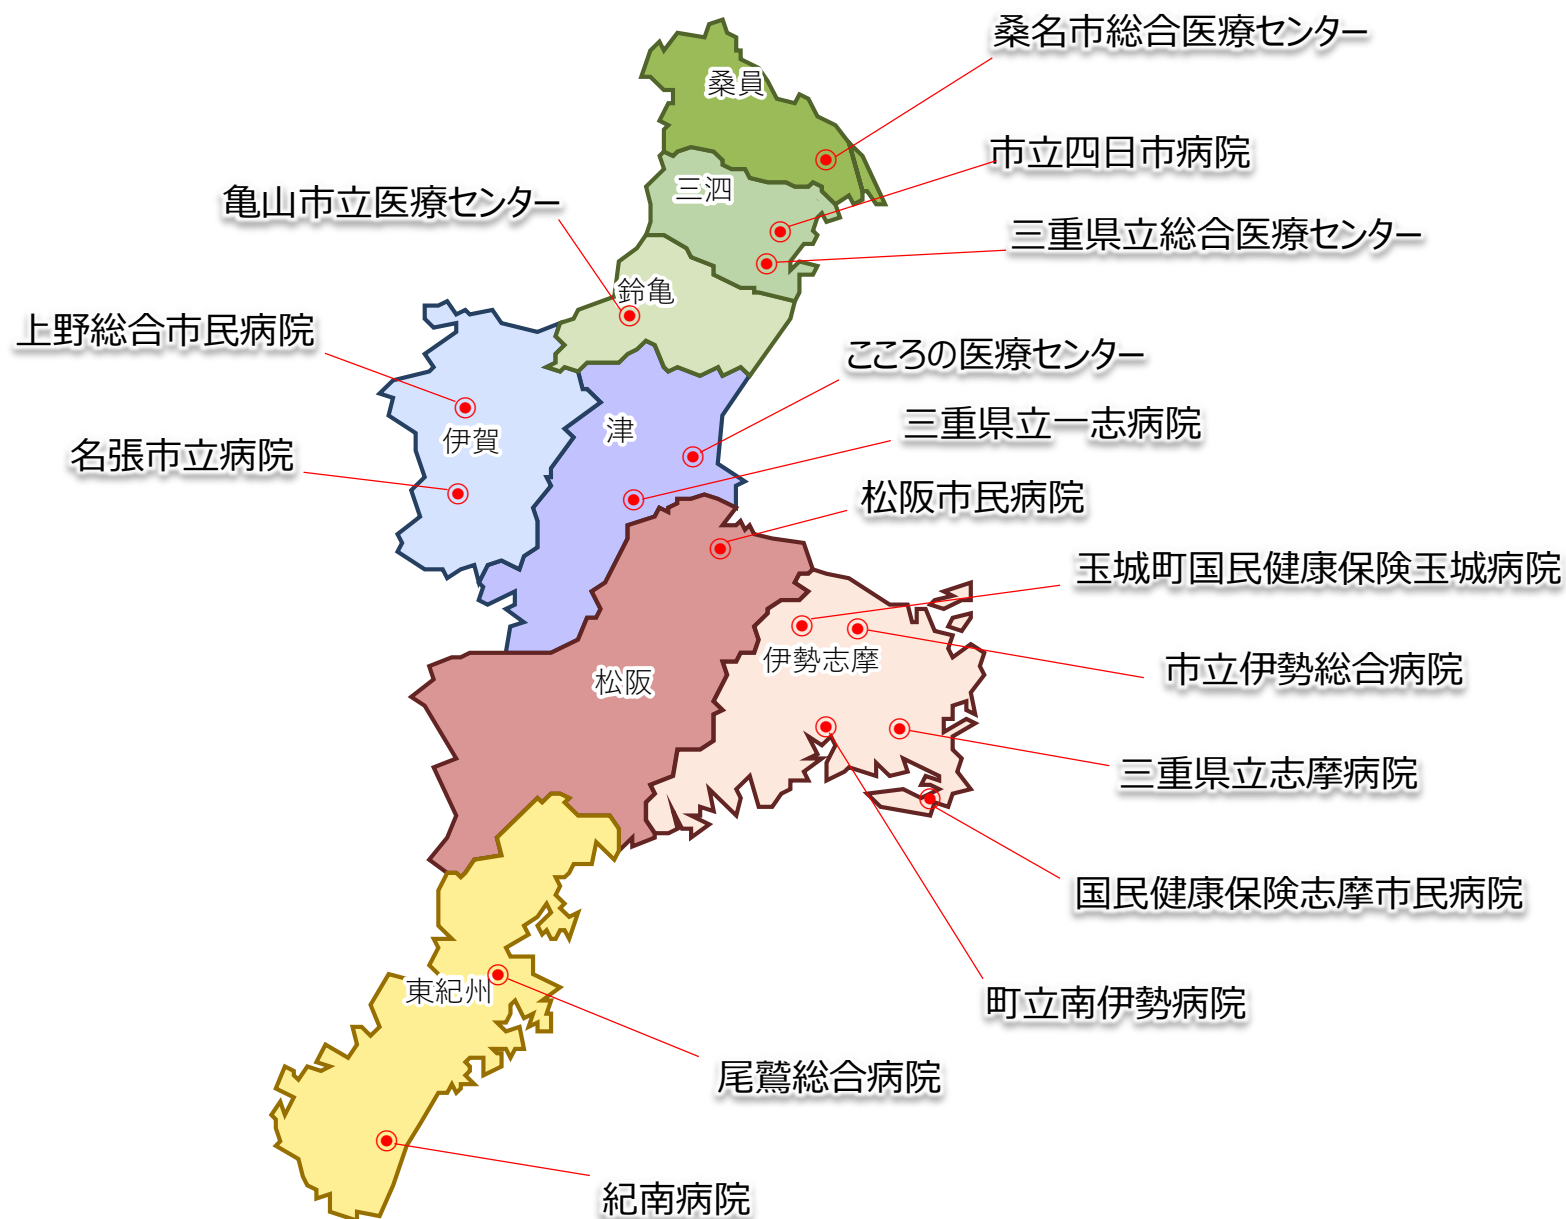 桑名市総合医療センター
桑員
市立四日市病院
三泗
亀山市立医療センター
三重県立総合医療センター
鈴亀
上野総合市民病院
こころの医療センター
三重県立一志病院
津
伊賀
名張市立病院
松阪市民病院
玉城町国民健康保険玉城病院
伊勢志摩
市立伊勢総合病院
松阪
三重県立志摩病院
国民健康保険志摩市民病院
東紀州
町立南伊勢病院
尾鷲総合病院
紀南病院